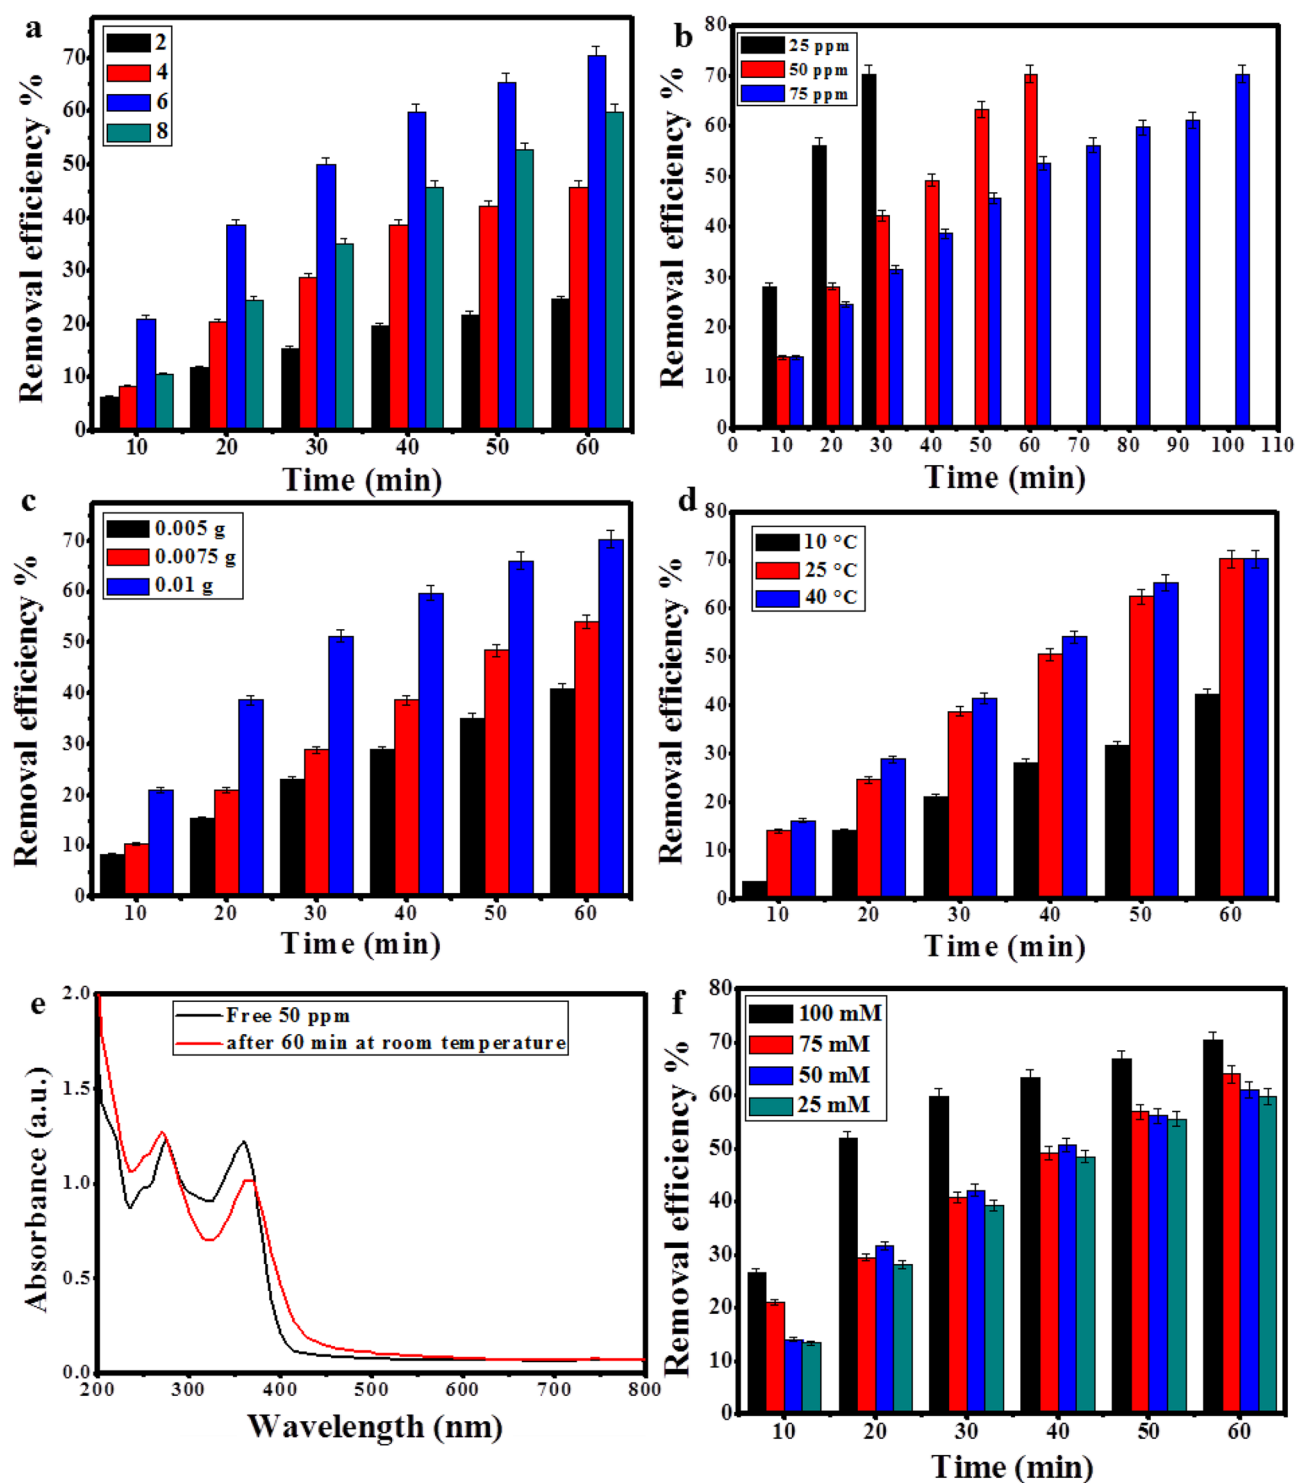 a
2
4
6
8
Removal efficiency %
70
60
50
40
30
20
10
0
10 20 30 40 50 60
Time (min)
b
25 ppm
50 ppm
75 ppm
Removal efficiency %
80
70
60
50
40
30
20
10
0
0 10 20 30 40 50 60 70 80 90 100 110
Time (min)
c
0.005 g
0.0075 g
0.01 g
Removal efficiency %
70
60
50
40
30
20
10
0
10 20 30 40 50 60
Time (min)
d
10 °C
25 °C
40 °C
Removal efficiency %
80
70
60
50
40
30
20
10
0
10 20 30 40 50 60
Time (min)
e
Free 50 ppm
after 60 min at room temperature
Absorbance (a.u.)
2.0
1.5
1.0
0.5
0.0
200 300 400 500 600 700 800
Wavelength (nm)
f
100 mM
75 mM
50 mM
25 mM
Removal efficiency %
80
70
60
50
40
30
20
10
0
10 20 30 40 50 60
Time (min)